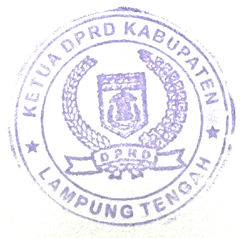 KETUA DPRD KABUPATEN
DPRD
LAMPUNG TENGAH